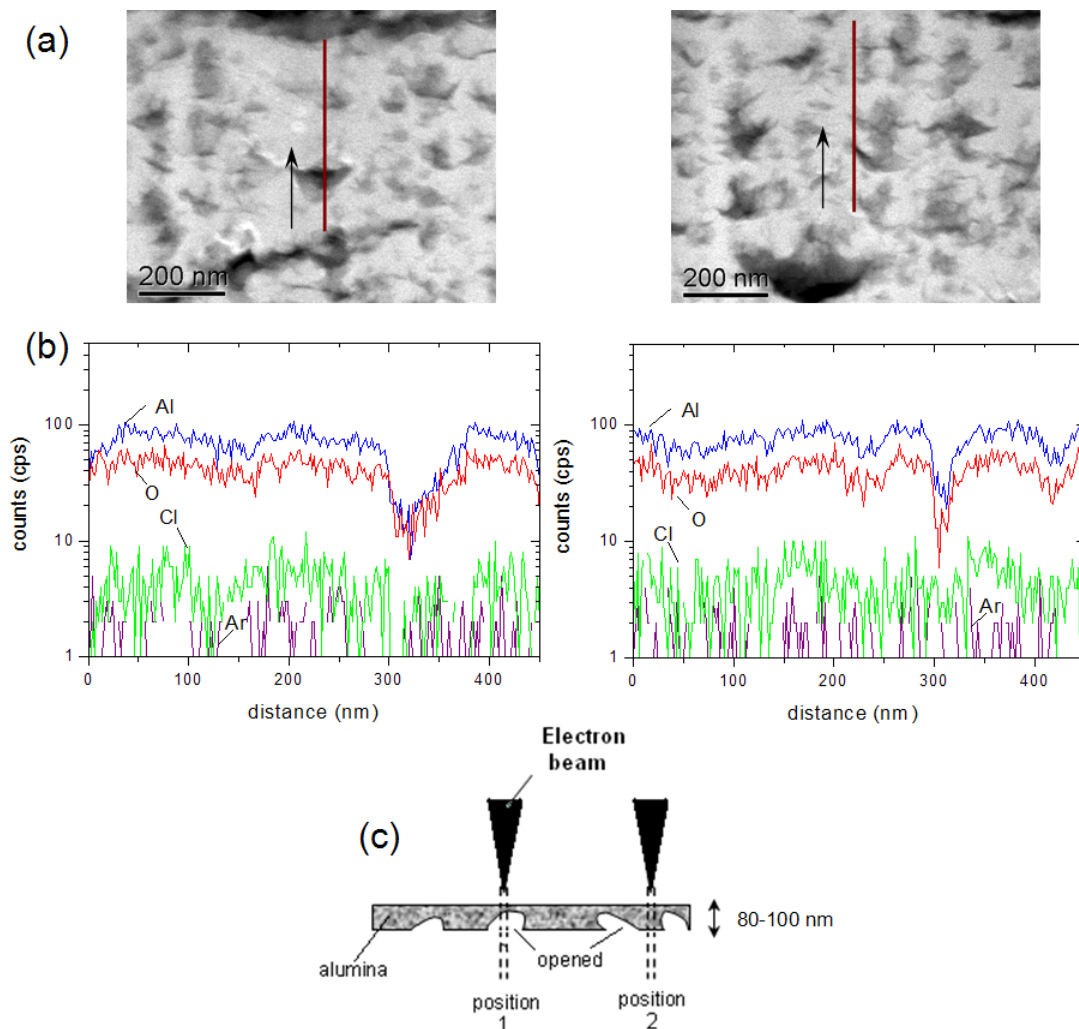 (a)
200 nm
200 nm
(b)
counts (cps)
100
10
1
Al
O
Cl
Ar
0 100 200 300 400
distance (nm)
counts (cps)
100
10
1
Al
O
Cl
Ar
0 100 200 300 400
distance (nm)
(c)
Electron
beam
80-100 nm
alumina
opened
position
1
position
2